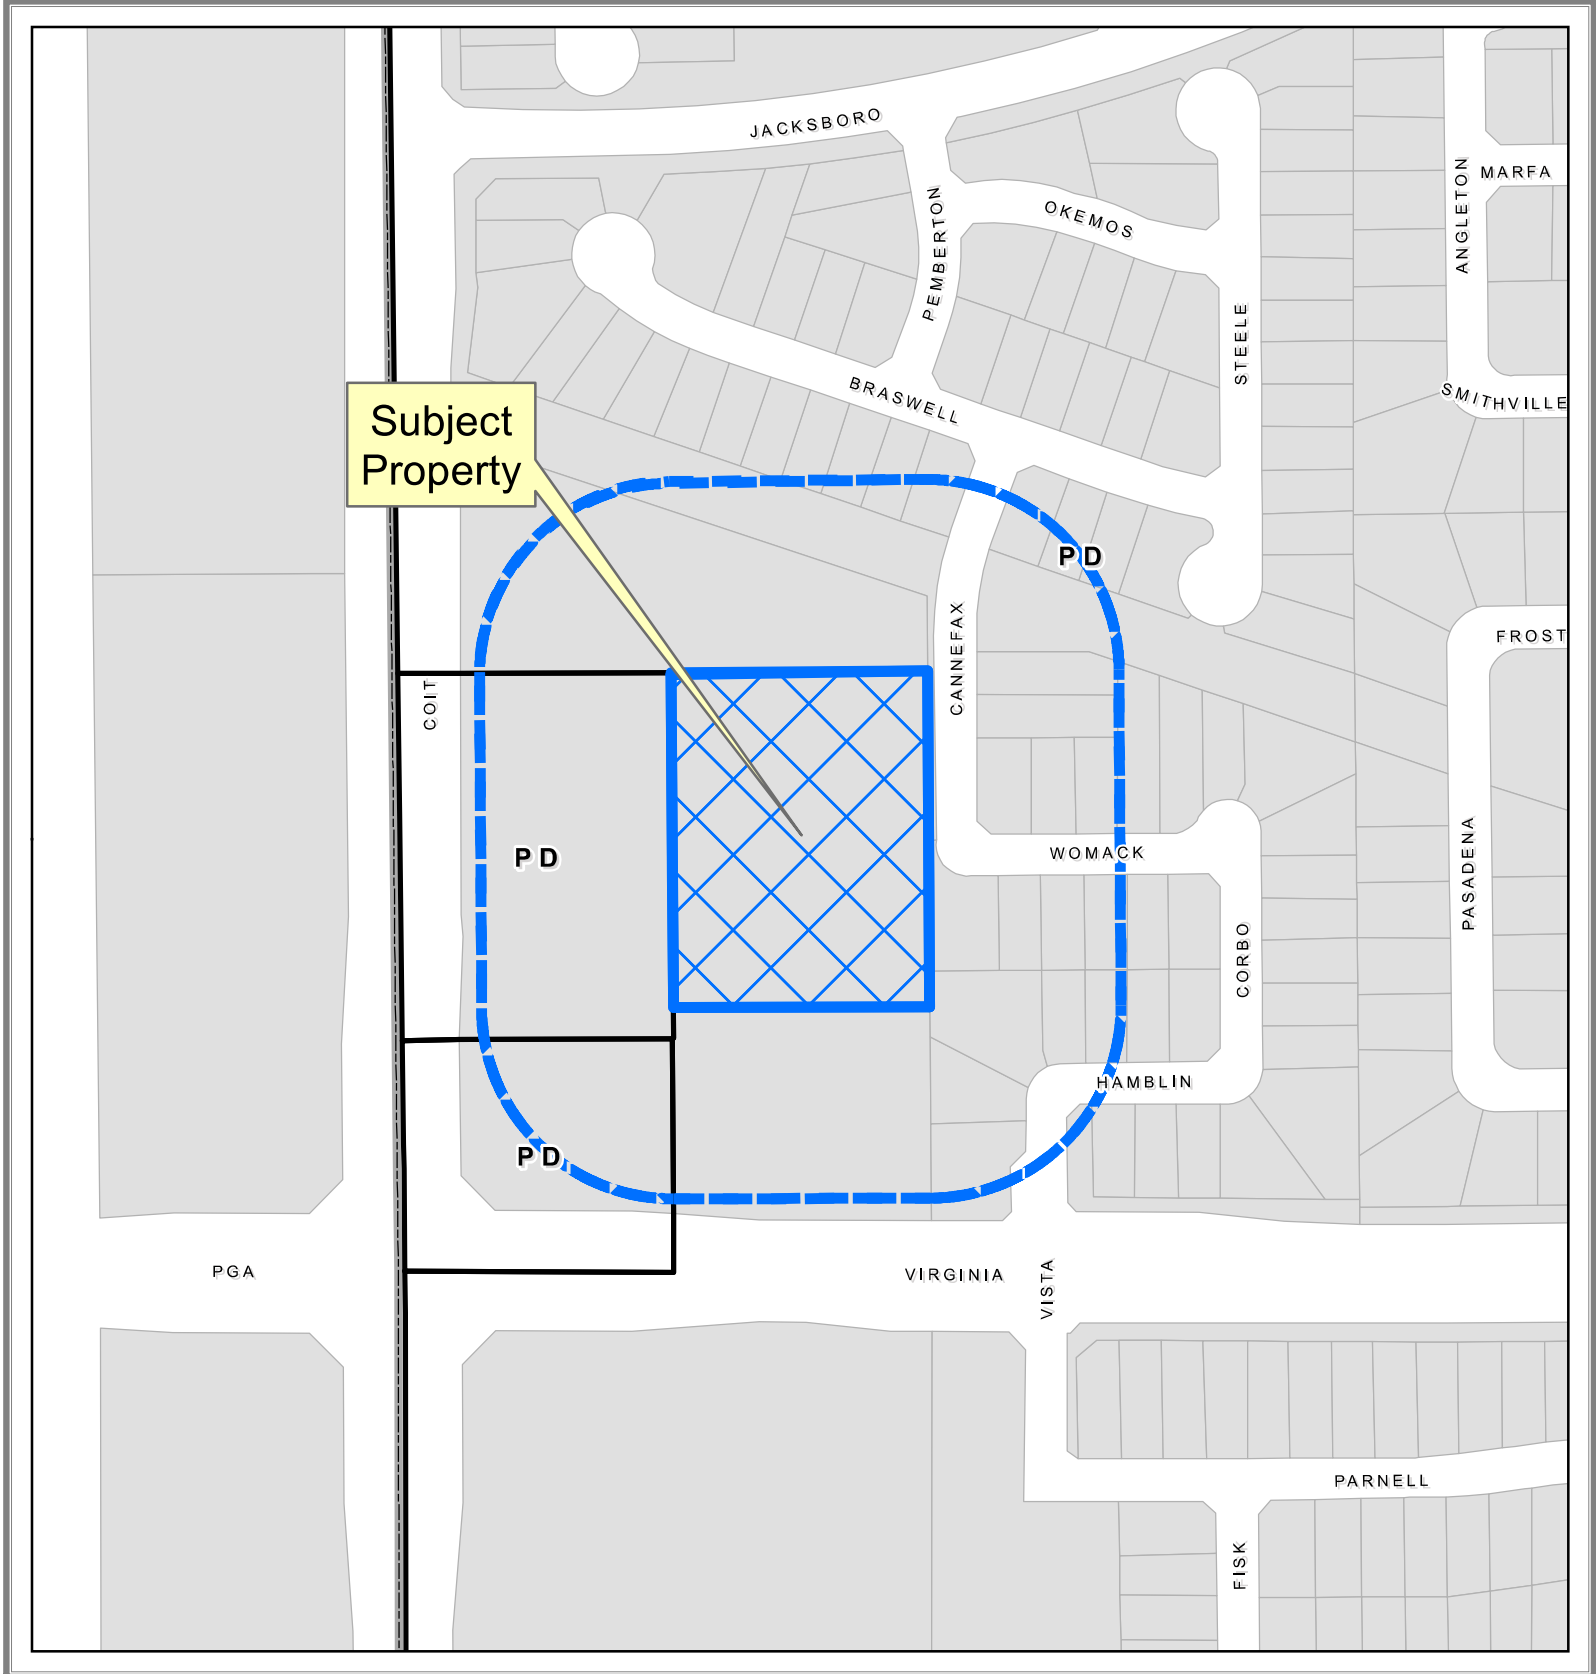 JACKSBORO
MARFA
ANGLETON
PEMBERTON
OKEMOS
STEELE
BRASWELL
SMITHVILLE
Subject
Property
PD
CANNEFAX
FROST
COIT
PD
WOMACK
PASADENA
CORBO
HAMBLIN
PD
PGA
VIRGINIA
VISTA
PARNELL
FISK